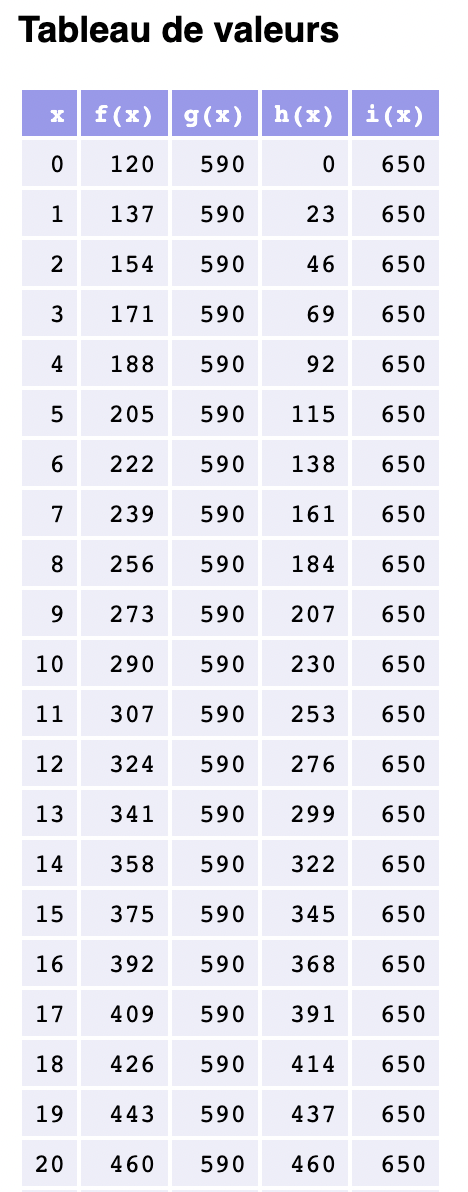 Tableau de valeurs
x f(x) g(x) h(x) i(x)
0 120 590 0 650
1 137 590 23 650
2 154 590 46 650
3 171 590 69 650
4 188 590 92 650
5 205 590 115 650
6 222 590 138 650
7 239 590 161 650
8 256 590 184 650
9 273 590 207 650
10 290 590 230 650
11 307 590 253 650
12 324 590 276 650
13 341 590 299 650
14 358 590 322 650
15 375 590 345 650
16 392 590 368 650
17 409 590 391 650
18 426 590 414 650
19 443 590 437 650
20 460 590 460 650